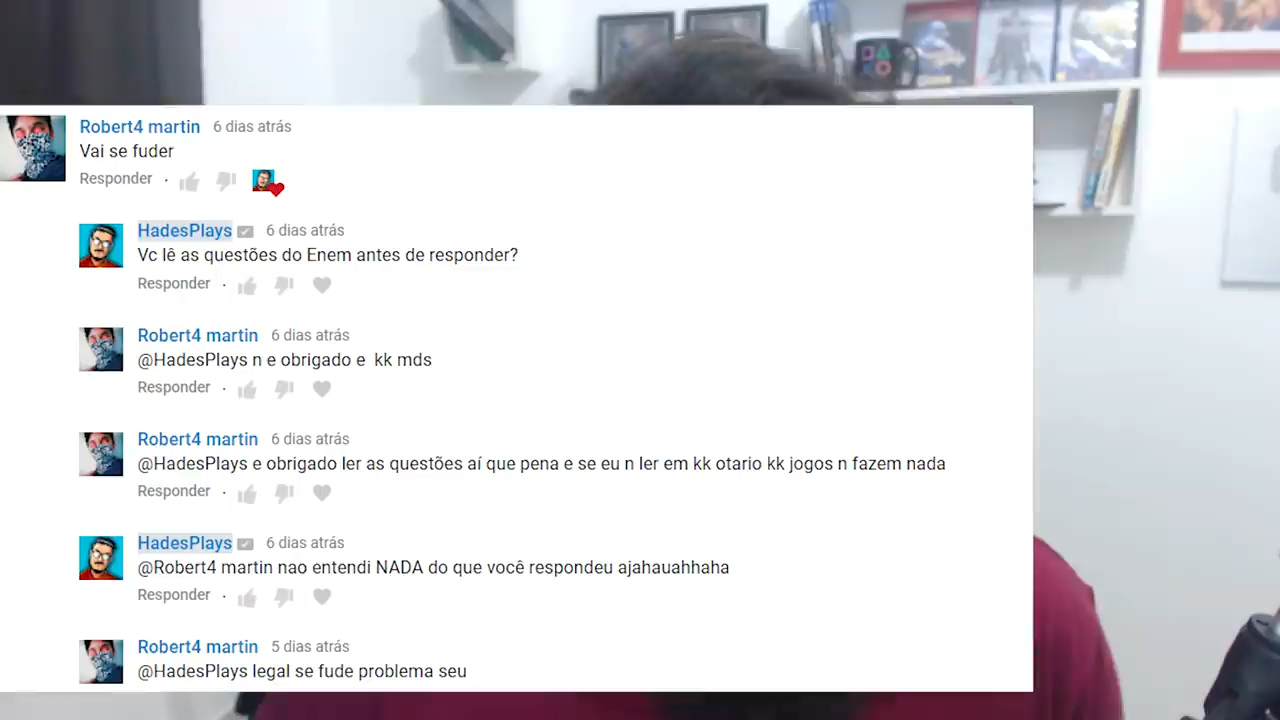 Robert4 martin 6 dias atrás
Vai se fuder
Responder ·
HadesPlays 6 dias atrás
Vc lê as questões do Enem antes de responder?
Responder ·
Robert4 martin 6 dias atrás
@HadesPlays n e obrigado e kk mds
Responder ·
Robert4 martin 6 dias atrás
@HadesPlays e obrigado ler as questões aí que pena e se eu n ler em kk otario kk jogos n fazem nada
Responder ·
HadesPlays 6 dias atrás
@Robert4 martin nao entendi NADA do que você respondeu ajahauahhaha
Responder ·
Robert4 martin 5 dias atrás
@HadesPlays legal se fude problema seu